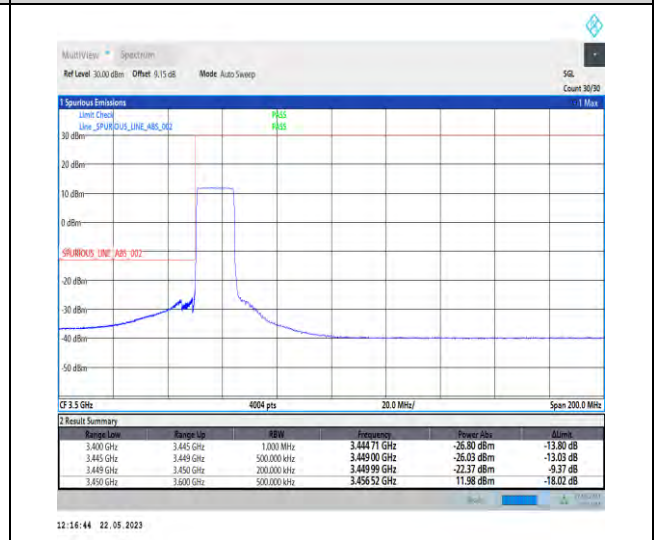 MultiView Spectrum
Ref Level 30.00 dBm Offset 9.15 dB Mode Auto Sweep SGL
Count 30/30
1 Spurious Emissions 1 Max
Limit Check PASS
Line _SPURIOUS_LINE_ABS_002 PASS
30 dBm
20 dBm
10 dBm
0 dBm
SPURIOUS_LINE_ABS_002
-20 dBm
-30 dBm
-40 dBm
-50 dBm
CF 3.5 GHz 4004 pts 20.0 MHz/ Span 200.0 MHz
2 Result Summary
Range Low Range Up RBW Frequency Power Abs ΔLimit
3.400 GHz 3.445 GHz 1.000 MHz 3.444 71 GHz -26.80 dBm -13.80 dB
3.445 GHz 3.449 GHz 500.000 kHz 3.449 00 GHz -26.03 dBm -13.03 dB
3.449 GHz 3.450 GHz 200.000 kHz 3.449 99 GHz -22.37 dBm -9.37 dB
3.450 GHz 3.600 GHz 500.000 kHz 3.456 52 GHz 11.98 dBm -18.02 dB
Ready
12:16:44 22.05.2023